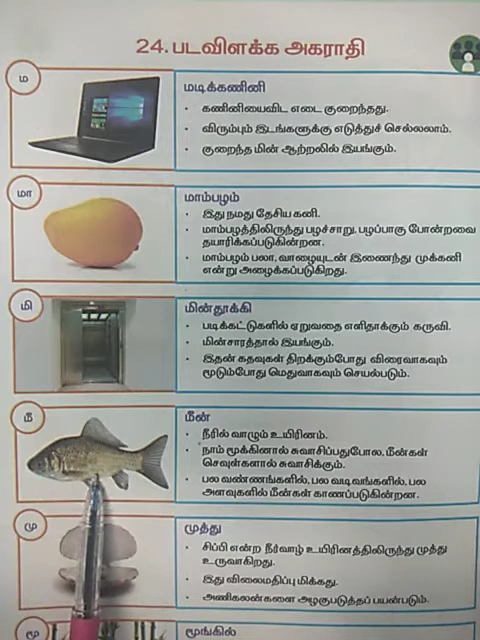 24. படவிளக்க அகராதி
ம
மடிக்கணினி
• கணினியைவிட எடை குறைந்தது.
• விரும்பும் இடங்களுக்கு எடுத்துச் செல்லலாம்.
• குறைந்த மின் ஆற்றலில் இயங்கும்.
மா
மாம்பழம்
• இது நமது தேசிய கனி.
• மாம்பழத்திலிருந்து பழச்சாறு, பழப்பாகு போன்றவை
தயாரிக்கப்படுகின்றன.
• மாம்பழம் பலா, வாழையுடன் இணைந்து முக்கனி
என்று அழைக்கப்படுகிறது.
மி
மின்தூக்கி
• படிக்கட்டுகளில் ஏறுவதை எளிதாக்கும் கருவி.
• மின்சாரத்தால் இயங்கும்.
• இதன் கதவுகள் திறக்கும்போது விரைவாகவும்
மூடும்போது மெதுவாகவும் செயல்படும்.
மீ
மீன்
• நீரில் வாழும் உயிரினம்.
• நாம் மூக்கினால் சுவாசிப்பதுபோல, மீன்கள்
செவுள்களால் சுவாசிக்கும்.
• பல வண்ணங்களில், பல வடிவங்களில், பல
அளவுகளில் மீன்கள் காணப்படுகின்றன.
மு
முத்து
• சிப்பி என்ற நீர்வாழ் உயிரினத்திலிருந்து முத்து
உருவாகிறது.
• இது விலைமதிப்பு மிக்கது.
• அணிகலன்களை அழகுபடுத்தப் பயன்படும்.
மூ
மூங்கில்